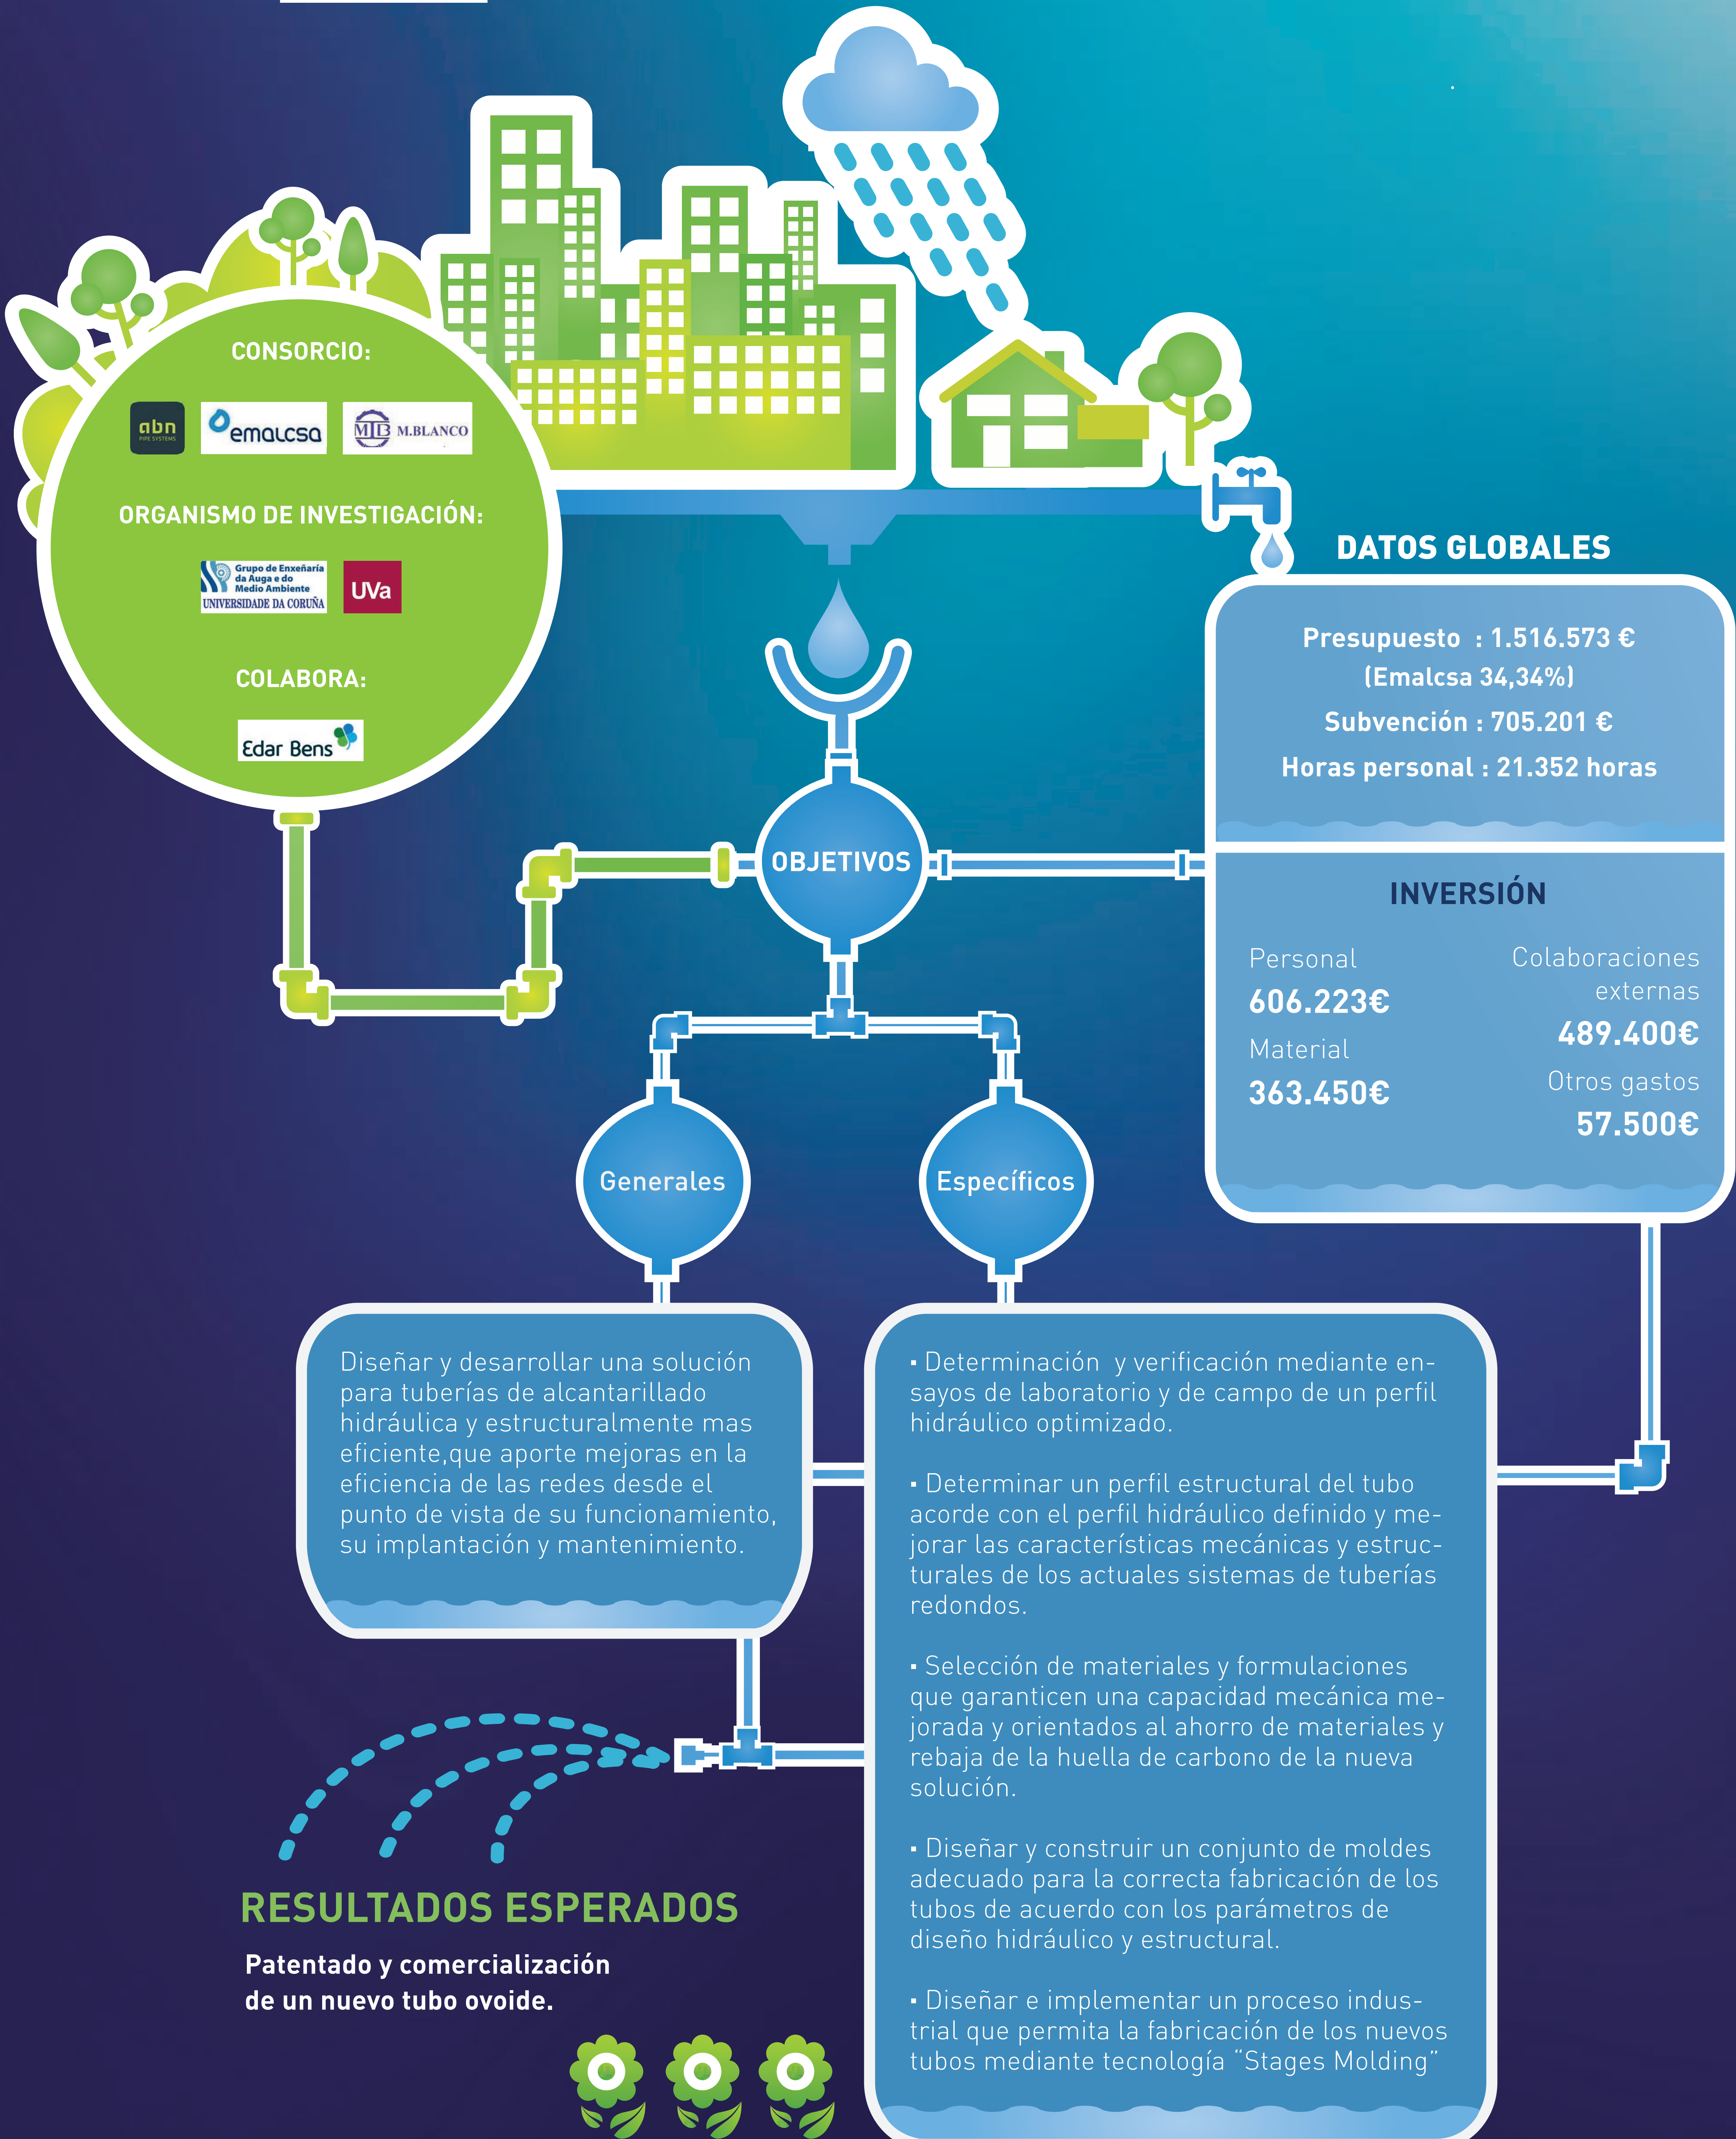 CONSORCIO:
abn
PIPE SYSTEMS
emalcsa
MTB M.BLANCO
ORGANISMO DE INVESTIGACIÓN:
Grupo de Enxeñaría
da Auga e do
Medio Ambiente
UNIVERSIDADE DA CORUÑA
UVa
COLABORA:
Edar Bens
DATOS GLOBALES
Presupuesto : 1.516.573 €
(Emalcsa 34,34%)
Subvención : 705.201 €
Horas personal : 21.352 horas
INVERSIÓN
Personal
606.223€
Material
363.450€
Colaboraciones
externas
489.400€
Otros gastos
57.500€
OBJETIVOS
Generales
Específicos
Diseñar y desarrollar una solución
para tuberías de alcantarillado
hidráulica y estructuralmente mas
eficiente,que aporte mejoras en la
eficiencia de las redes desde el
punto de vista de su funcionamiento,
su implantación y mantenimiento.
▪ Determinación y verificación mediante en-
sayos de laboratorio y de campo de un perfil
hidráulico optimizado.
▪ Determinar un perfil estructural del tubo
acorde con el perfil hidráulico definido y me-
jorar las características mecánicas y estruc-
turales de los actuales sistemas de tuberías
redondos.
▪ Selección de materiales y formulaciones
que garanticen una capacidad mecánica me-
jorada y orientados al ahorro de materiales y
rebaja de la huella de carbono de la nueva
solución.
▪ Diseñar y construir un conjunto de moldes
adecuado para la correcta fabricación de los
tubos de acuerdo con los parámetros de
diseño hidráulico y estructural.
▪ Diseñar e implementar un proceso indus-
trial que permita la fabricación de los nuevos
tubos mediante tecnología “Stages Molding”
RESULTADOS ESPERADOS
Patentado y comercialización
de un nuevo tubo ovoide.